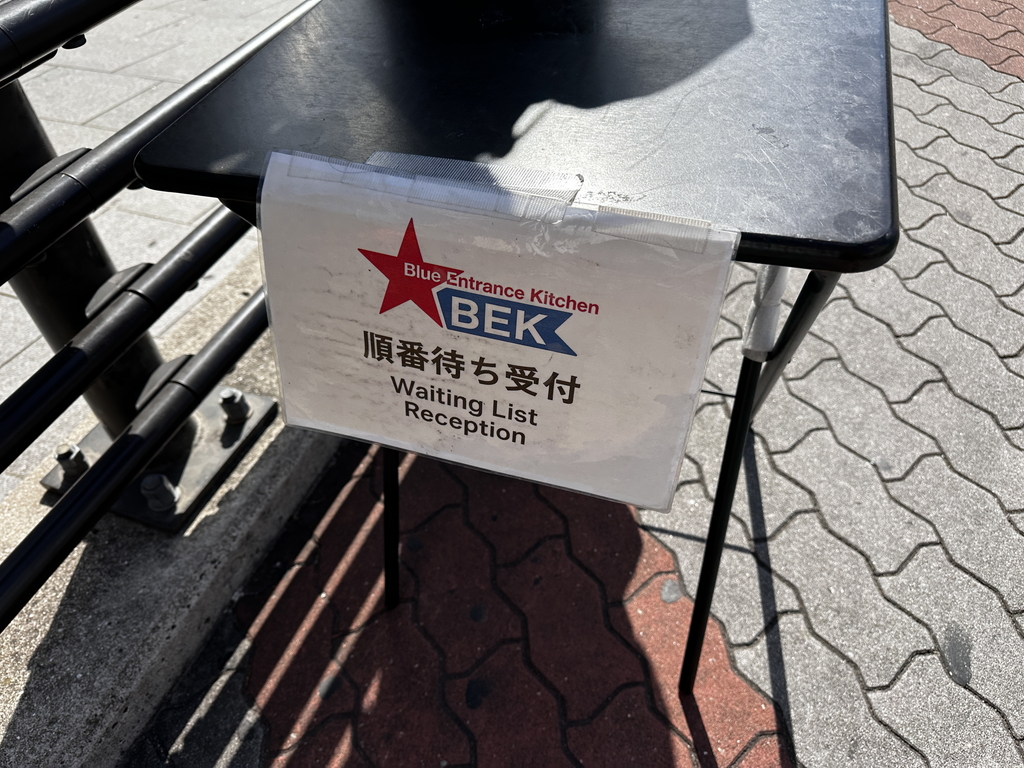 Blue Entrance Kitchen
BEK
順番待ち受付
Waiting List
Reception